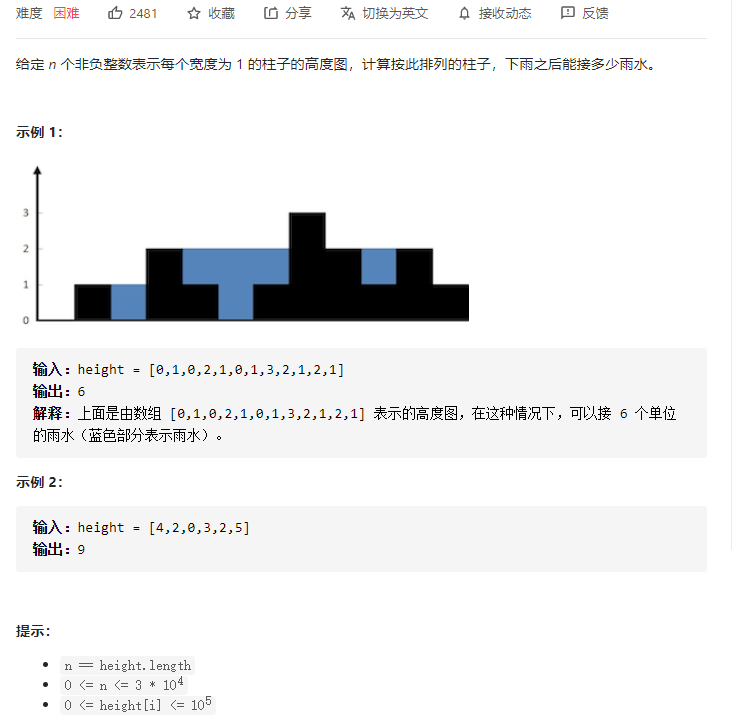 难度 困难 2481 收藏 分享 切换为英文 接收动态 反馈
给定 n 个非负整数表示每个宽度为 1 的柱子的高度图，计算按此排列的柱子，下雨之后能接多少雨水。
示例 1：
3
2
1
0
输入：height = [0,1,0,2,1,0,1,3,2,1,2,1]
输出：6
解释：上面是由数组 [0,1,0,2,1,0,1,3,2,1,2,1] 表示的高度图，在这种情况下，可以接 6 个单位
的雨水（蓝色部分表示雨水）。
示例 2：
输入：height = [4,2,0,3,2,5]
输出：9
提示：
• n == height.length
• 0 <= n <= 3 * 10⁴
• 0 <= height[i] <= 10⁵